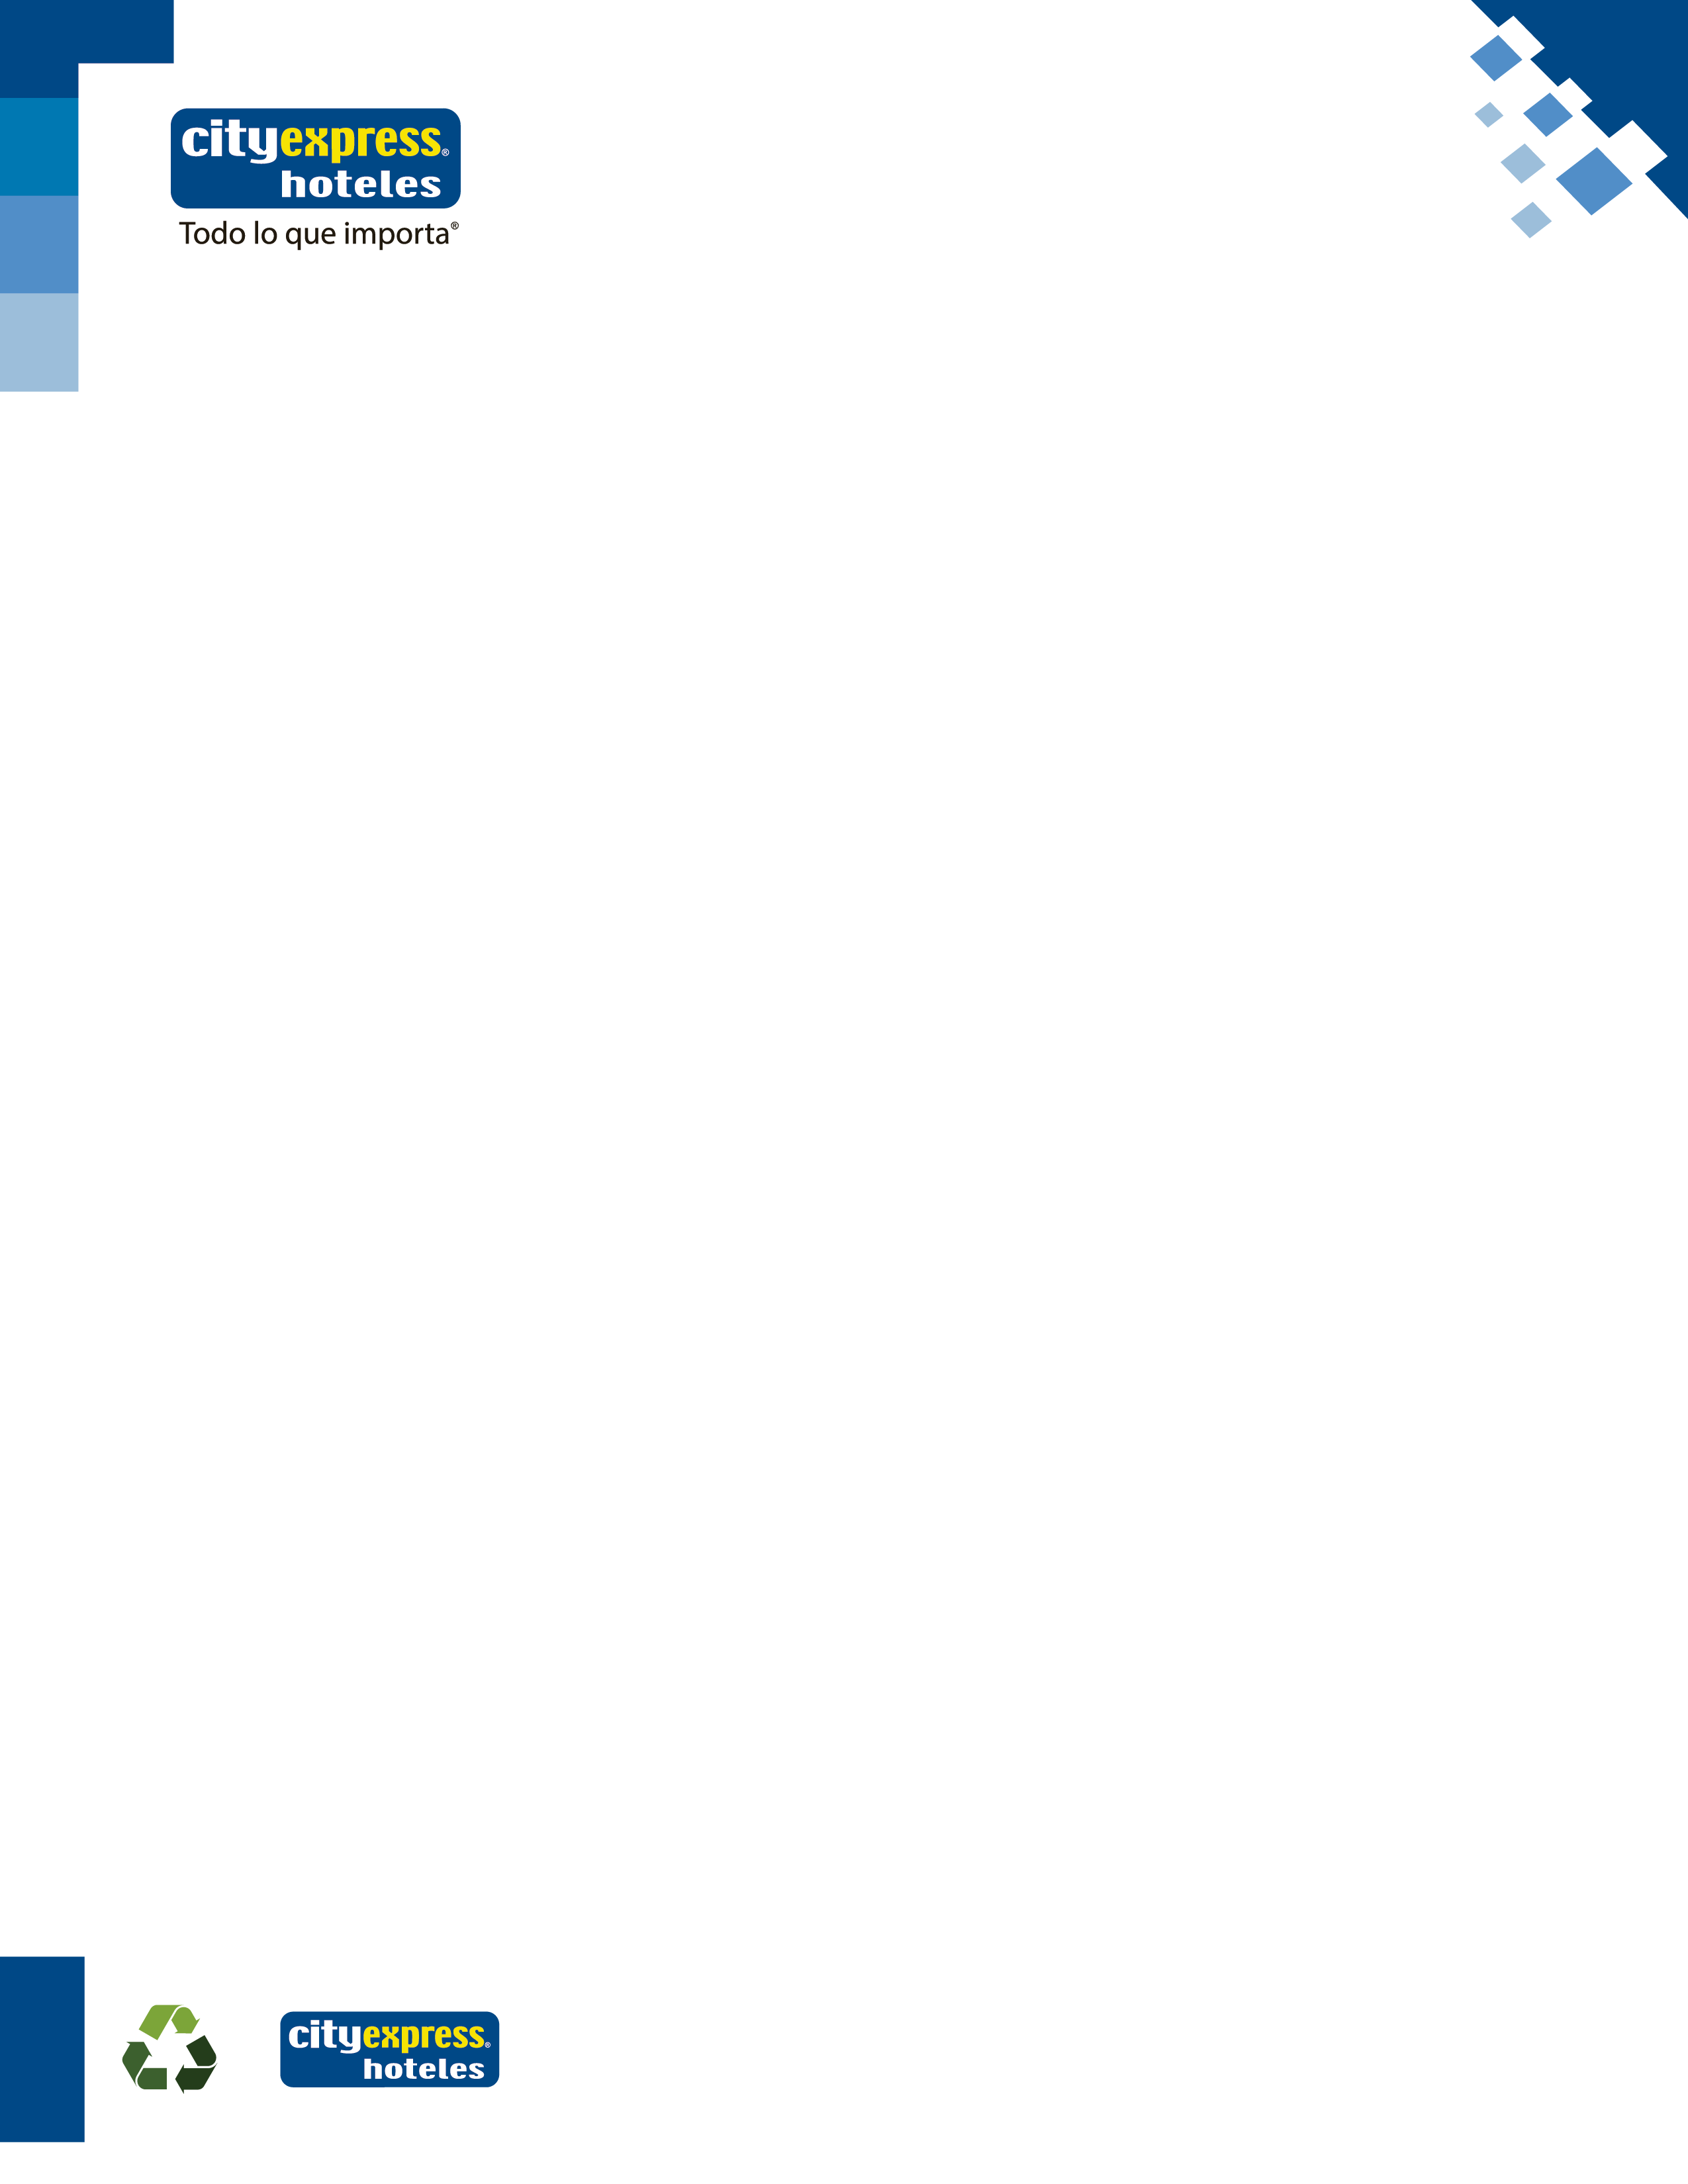 cityexpress®
hoteles
Todo lo que importa®
cityexpress®
hoteles